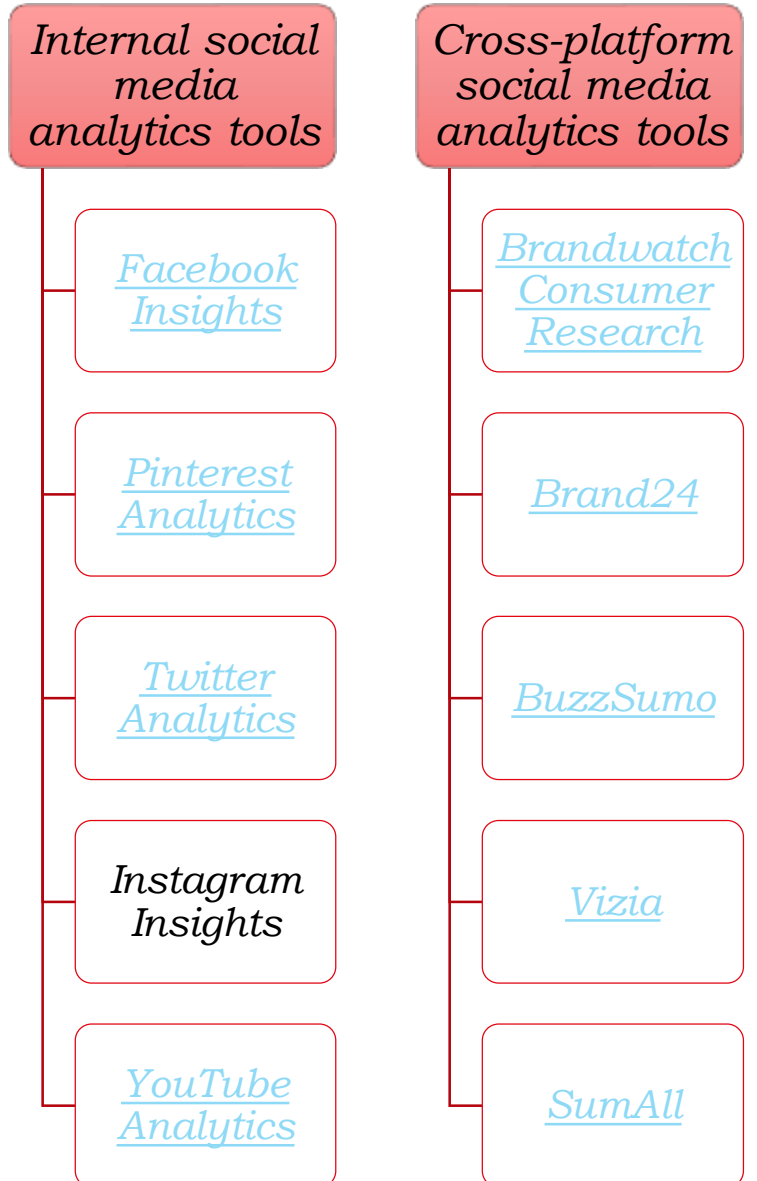 Internal social
media
analytics tools
Facebook
Insights
Pinterest
Analytics
Twitter
Analytics
Instagram
Insights
YouTube
Analytics
Cross-platform
social media
analytics tools
Brandwatch
Consumer
Research
Brand24
BuzzSumo
Vizia
SumAll